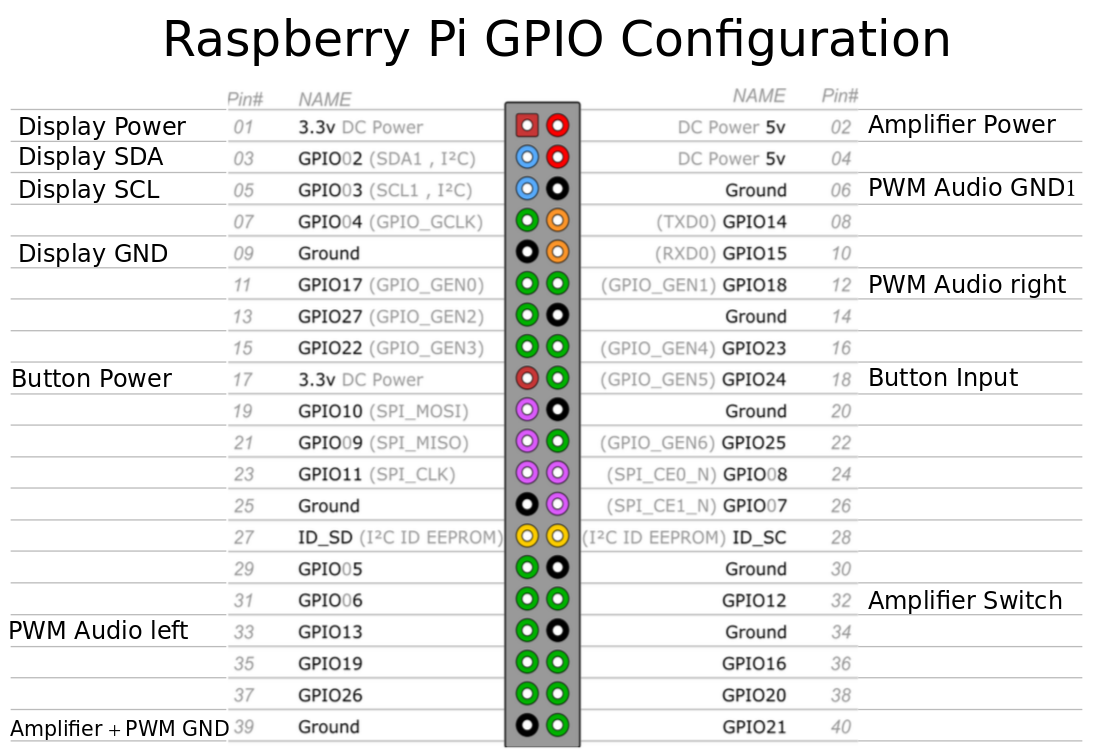 Raspberry Pi GPIO Configuration
Pin# NAME NAME Pin#
Display Power 01 3.3v DC Power DC Power 5v 02 Amplifier Power
Display SDA 03 GPIO02 (SDA1 , I²C) DC Power 5v 04
Display SCL 05 GPIO03 (SCL1 , I²C) Ground 06 PWM Audio GND1
07 GPIO04 (GPIO_GCLK) (TXD0) GPIO14 08
Display GND 09 Ground (RXD0) GPIO15 10
11 GPIO17 (GPIO_GEN0) (GPIO_GEN1) GPIO18 12 PWM Audio right
13 GPIO27 (GPIO_GEN2) Ground 14
15 GPIO22 (GPIO_GEN3) (GPIO_GEN4) GPIO23 16
Button Power 17 3.3v DC Power (GPIO_GEN5) GPIO24 18 Button Input
19 GPIO10 (SPI_MOSI) Ground 20
21 GPIO09 (SPI_MISO) (GPIO_GEN6) GPIO25 22
23 GPIO11 (SPI_CLK) (SPI_CE0_N) GPIO08 24
25 Ground (SPI_CE1_N) GPIO07 26
27 ID_SD (I²C ID EEPROM) (I²C ID EEPROM) ID_SC 28
29 GPIO05 Ground 30
31 GPIO06 GPIO12 32 Amplifier Switch
PWM Audio left 33 GPIO13 Ground 34
35 GPIO19 GPIO16 36
37 GPIO26 GPIO20 38
Amplifier + PWM GND 39 Ground GPIO21 40